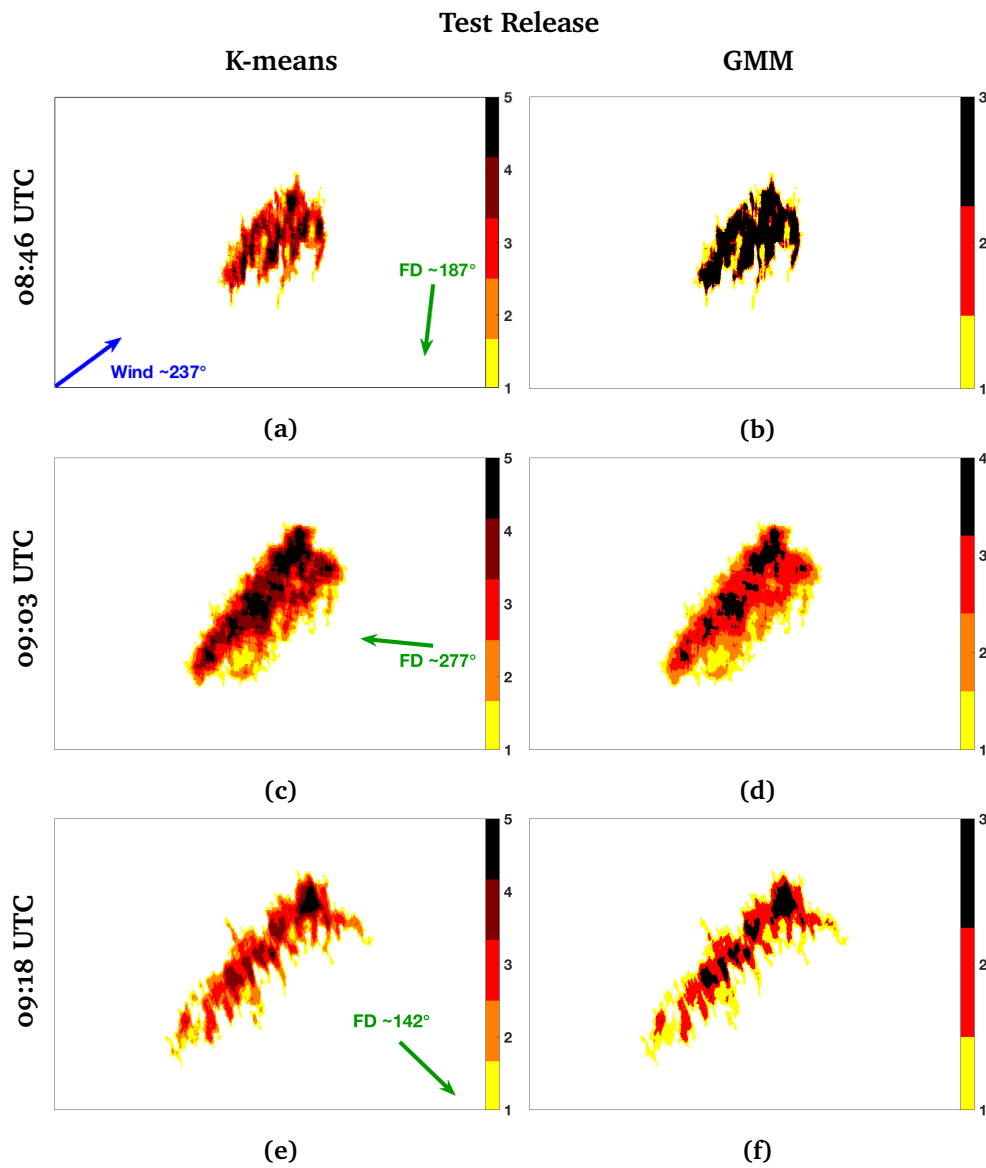 Test Release
K-means GMM
08:46 UTC
5
4
3
2
1
FD ~187°
Wind ~237°
3
2
1
(a) (b)
09:03 UTC
5
4
3
2
1
FD ~277°
4
3
2
1
(c) (d)
09:18 UTC
5
4
3
2
1
FD ~142°
3
2
1
(e) (f)